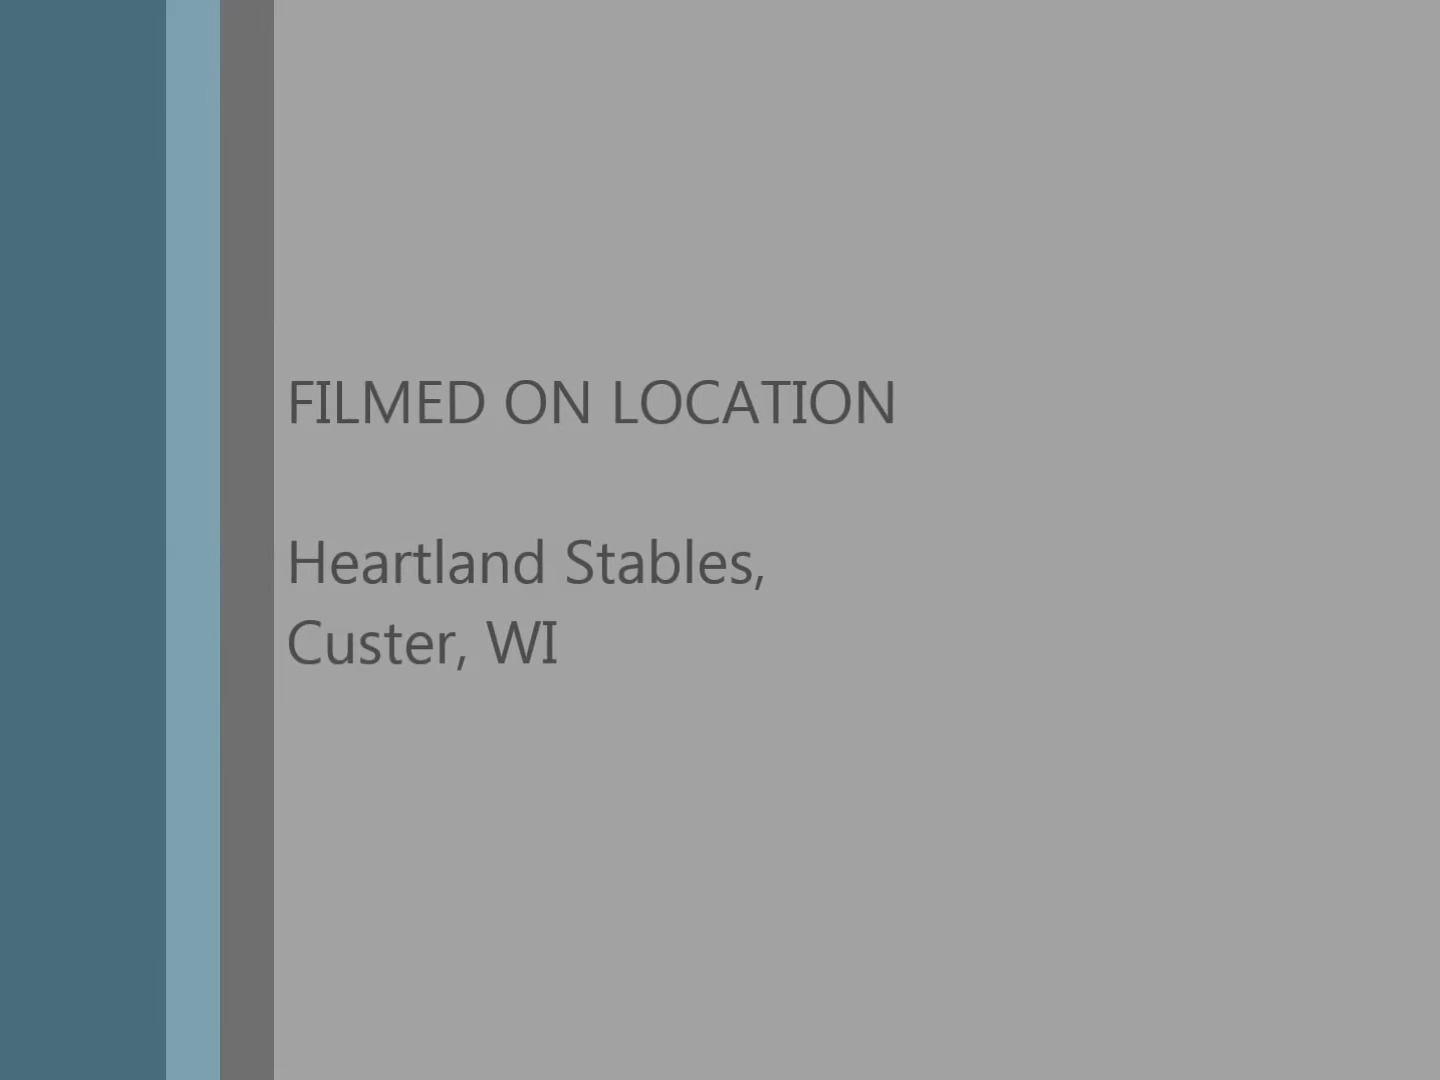 FILMED ON LOCATION
Heartland Stables,
Custer, WI